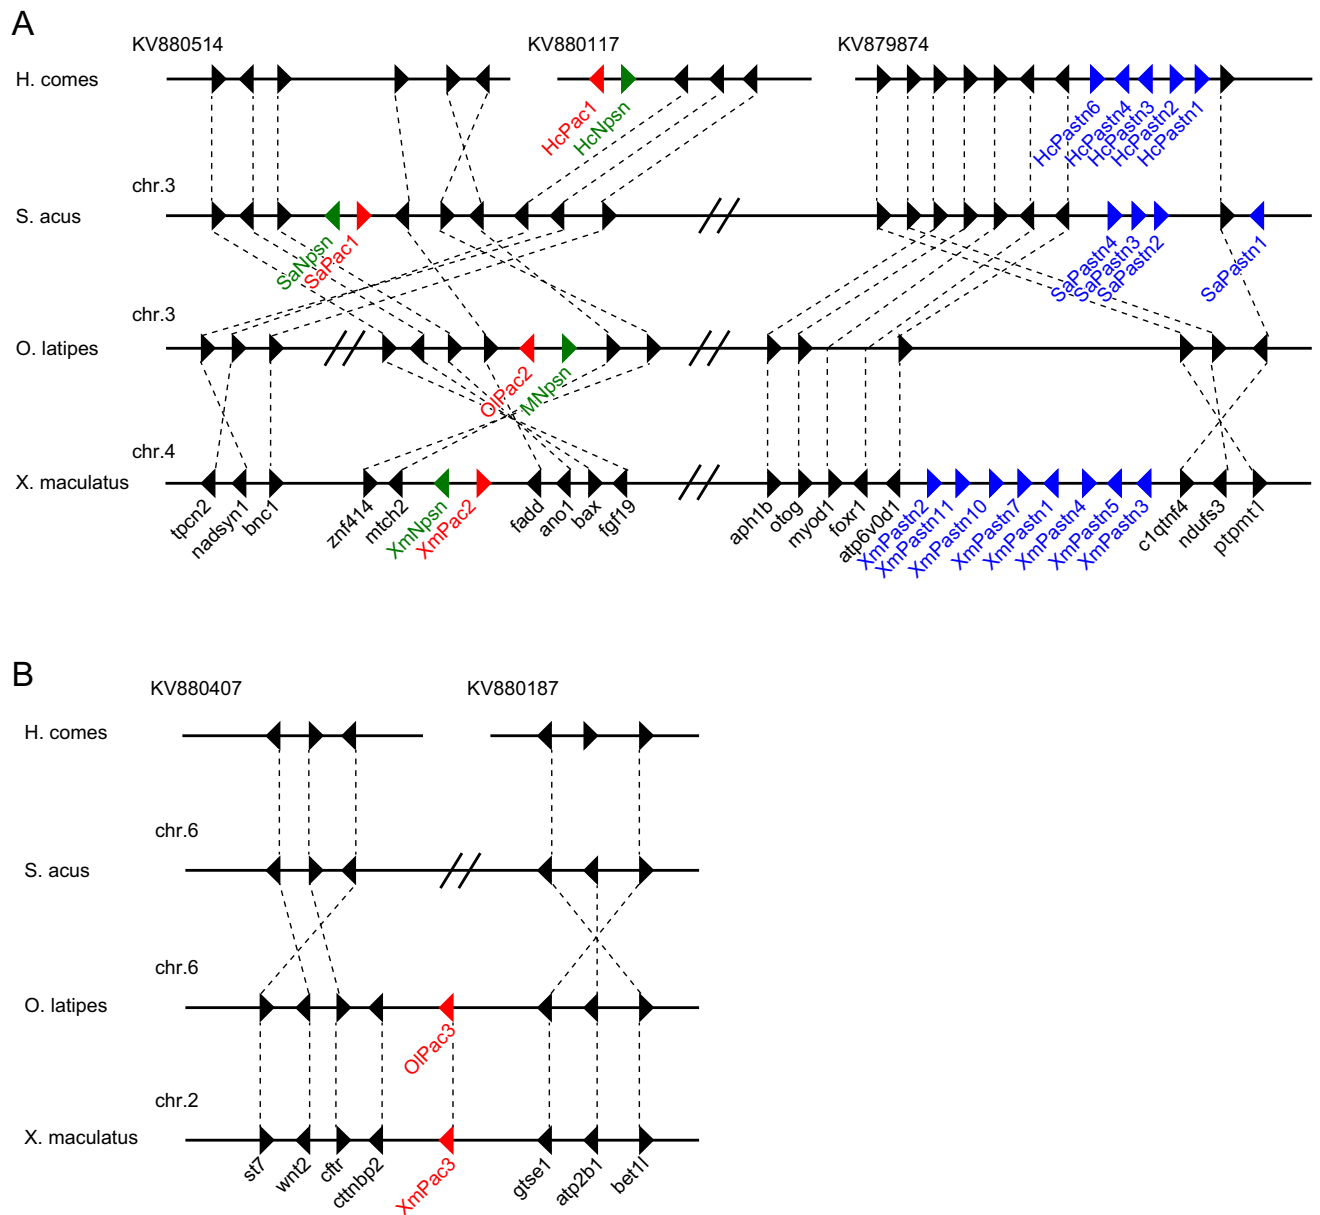 A
KV880514 KV880117 KV879874
H. comes
HcPac1 HcNpsn HcPastn6 HcPastn4 HcPastn3 HcPastn2 HcPastn1
chr.3
S. acus
SaNpsn SaPac1 SaPastn4 SaPastn3 SaPastn2 SaPastn1
chr.3
O. latipes
OlPac2 MNpsn
chr.4
X. maculatus
tpcn2 nadsyn1 bnc1 znf414 mtch2 XmNpsn XmPac2 fadd ano1 bax fgf19 aph1b otog myod1 foxr1 atp6v0d1 XmPastn2 XmPastn11 XmPastn10 XmPastn7 XmPastn1 XmPastn4 XmPastn5 XmPastn3 c1qtnf4 ndufs3 ptpmt1
B
KV880407 KV880187
H. comes
chr.6
S. acus
chr.6
O. latipes
OlPac3
chr.2
X. maculatus
st7 wnt2 cftr cttnbp2 XmPac3 gtse1 atp2b1 bet1l